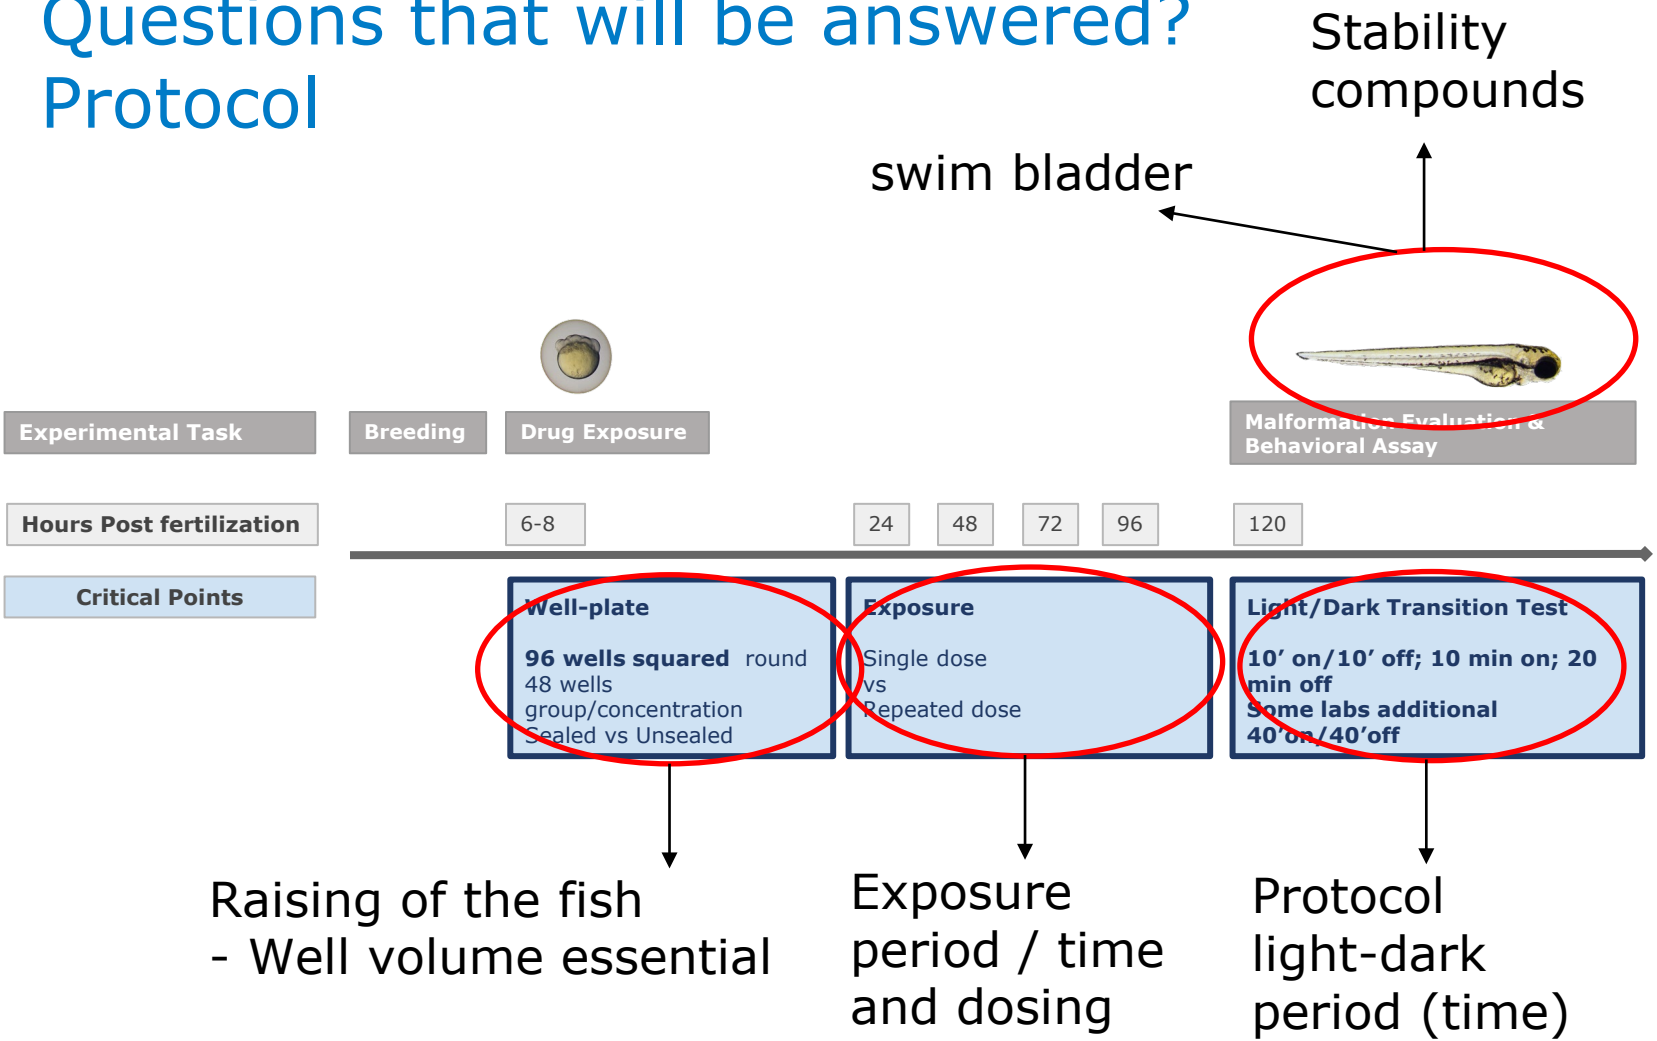 Questions that will be answered?
Protocol
Stability
compounds
swim bladder
Experimental Task
Breeding
Drug Exposure
Malformation Evaluation &
Behavioral Assay
Hours Post fertilization
6-8
24
48
72
96
120
Critical Points
Well-plate
96 wells squared round
48 wells
group/concentration
Sealed vs Unsealed
Exposure
Single dose
vs
Repeated dose
Light/Dark Transition Test
10’ on/10’ off; 10 min on; 20
min off
Some labs additional
40’on/40’off
Raising of the fish
- Well volume essential
Exposure
period / time
and dosing
Protocol
light-dark
period (time)